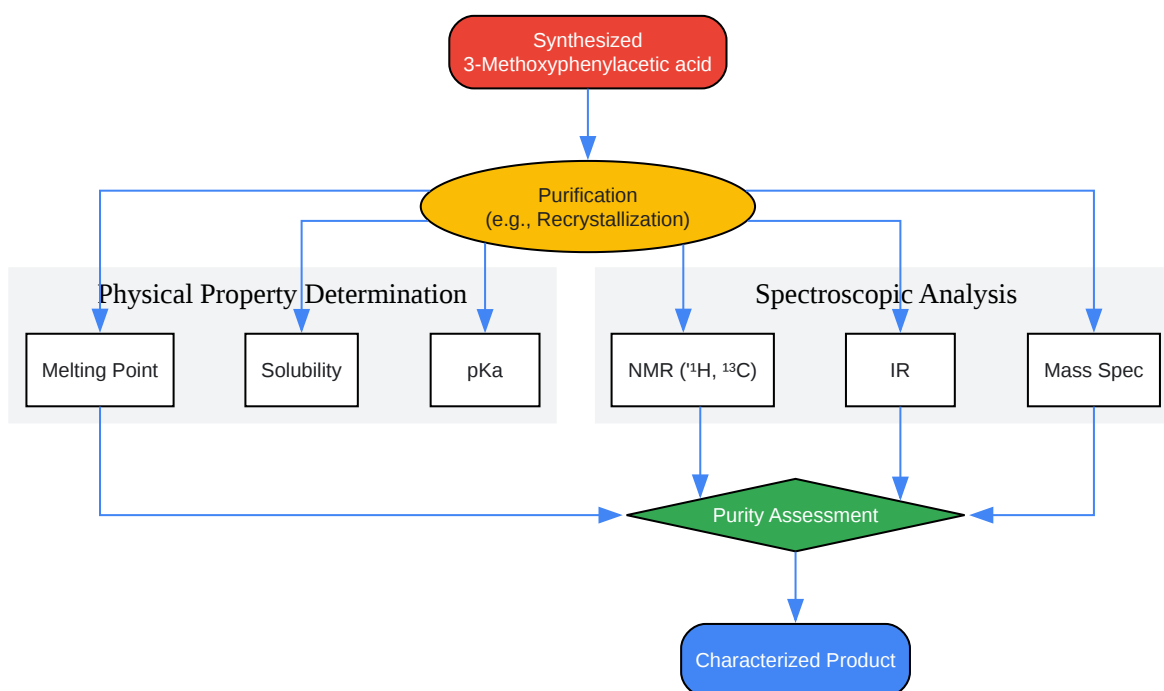 Synthesized
3-Methoxyphenylacetic acid
Purification
(e.g., Recrystallization)
Physical Property Determination
Spectroscopic Analysis
Melting Point
Solubility
pKa
NMR ('¹H, ¹³C)
IR
Mass Spec
Purity Assessment
Characterized Product